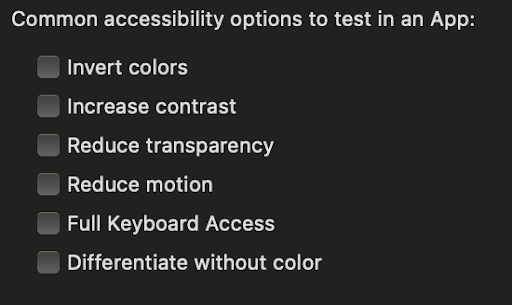 Common accessibility options to test in an App:
Invert colors
Increase contrast
Reduce transparency
Reduce motion
Full Keyboard Access
Differentiate without color